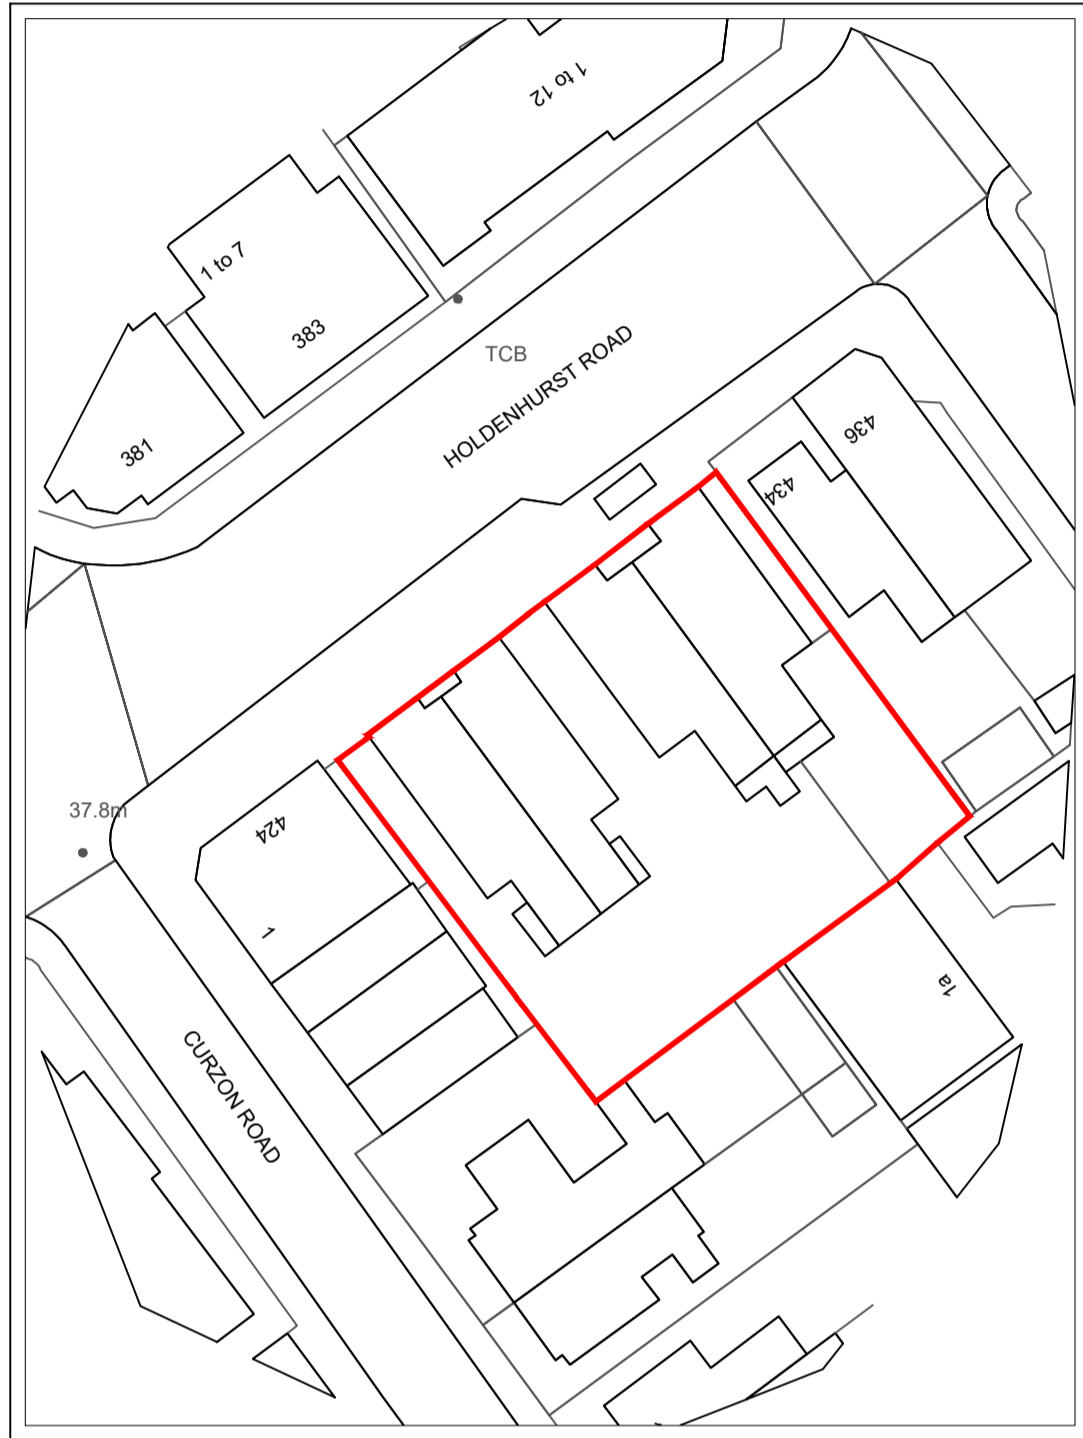 1 to 12
1 to 7
383
TCB
HOLDENHURST ROAD
381
436
434
37.8m
424
1
1a
CURZON ROAD